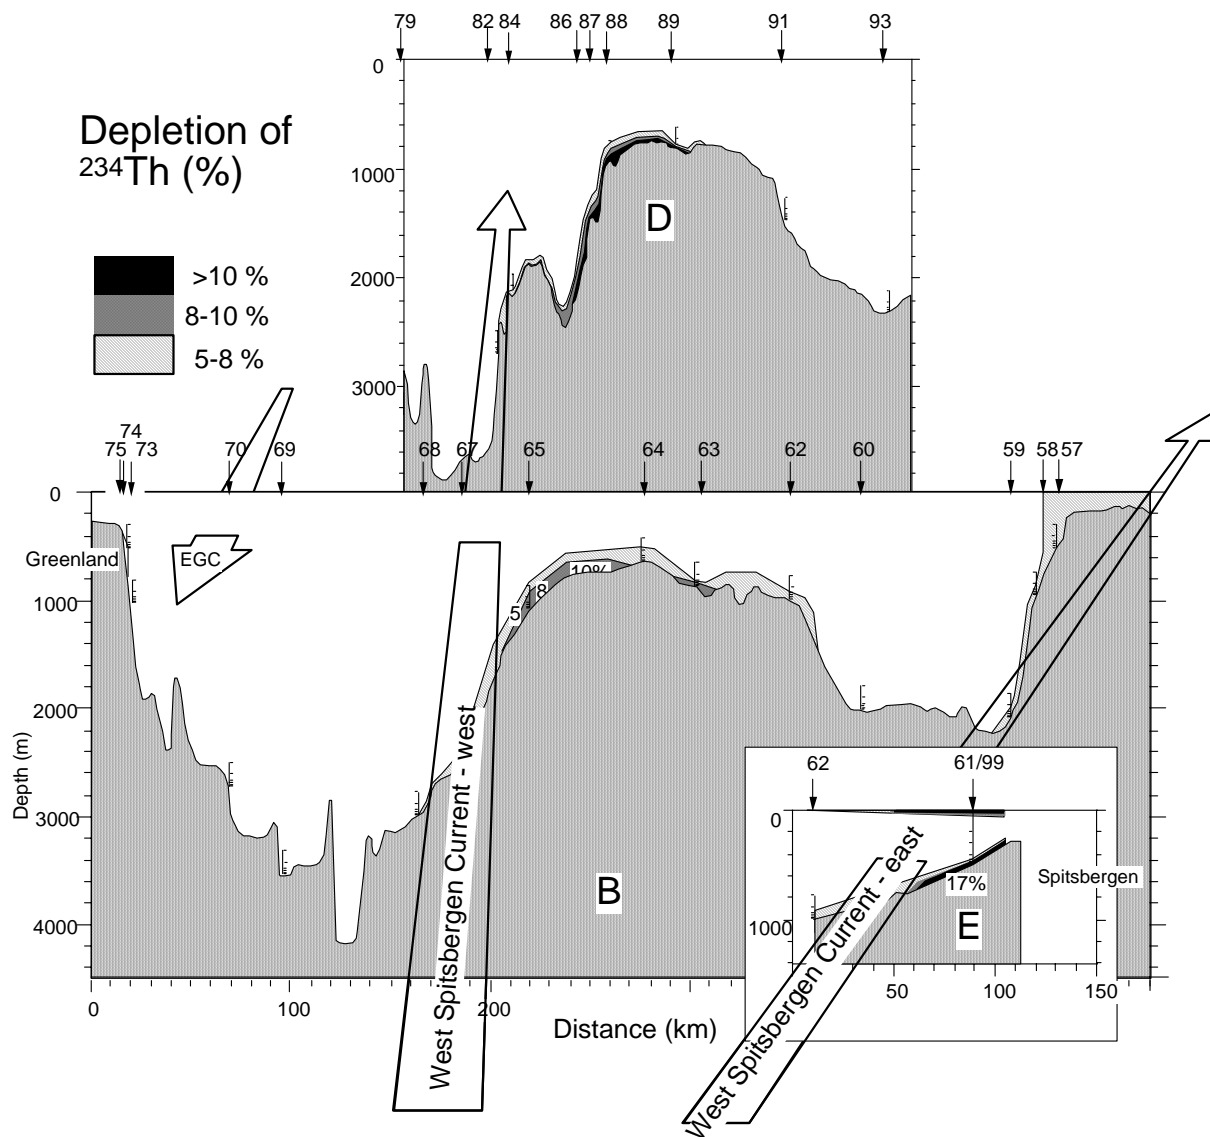 79 82 84 86 87 88 89 91 93
0
Depletion of
²³⁴Th (%)
1000
D
2000
>10 %
8-10 %
5-8 %
3000
74
75 73 70 69 68 67 65 64 63 62 60 59 58 57
0
Greenland
EGC
10%
8
5
1000
2000
Depth (m)
3000
4000
West Spitsbergen Current - west
B
62 61/99
0
Spitsbergen
17%
1000
E
50 100 150
West Spitsbergen Current - east
0 100 200
Distance (km)